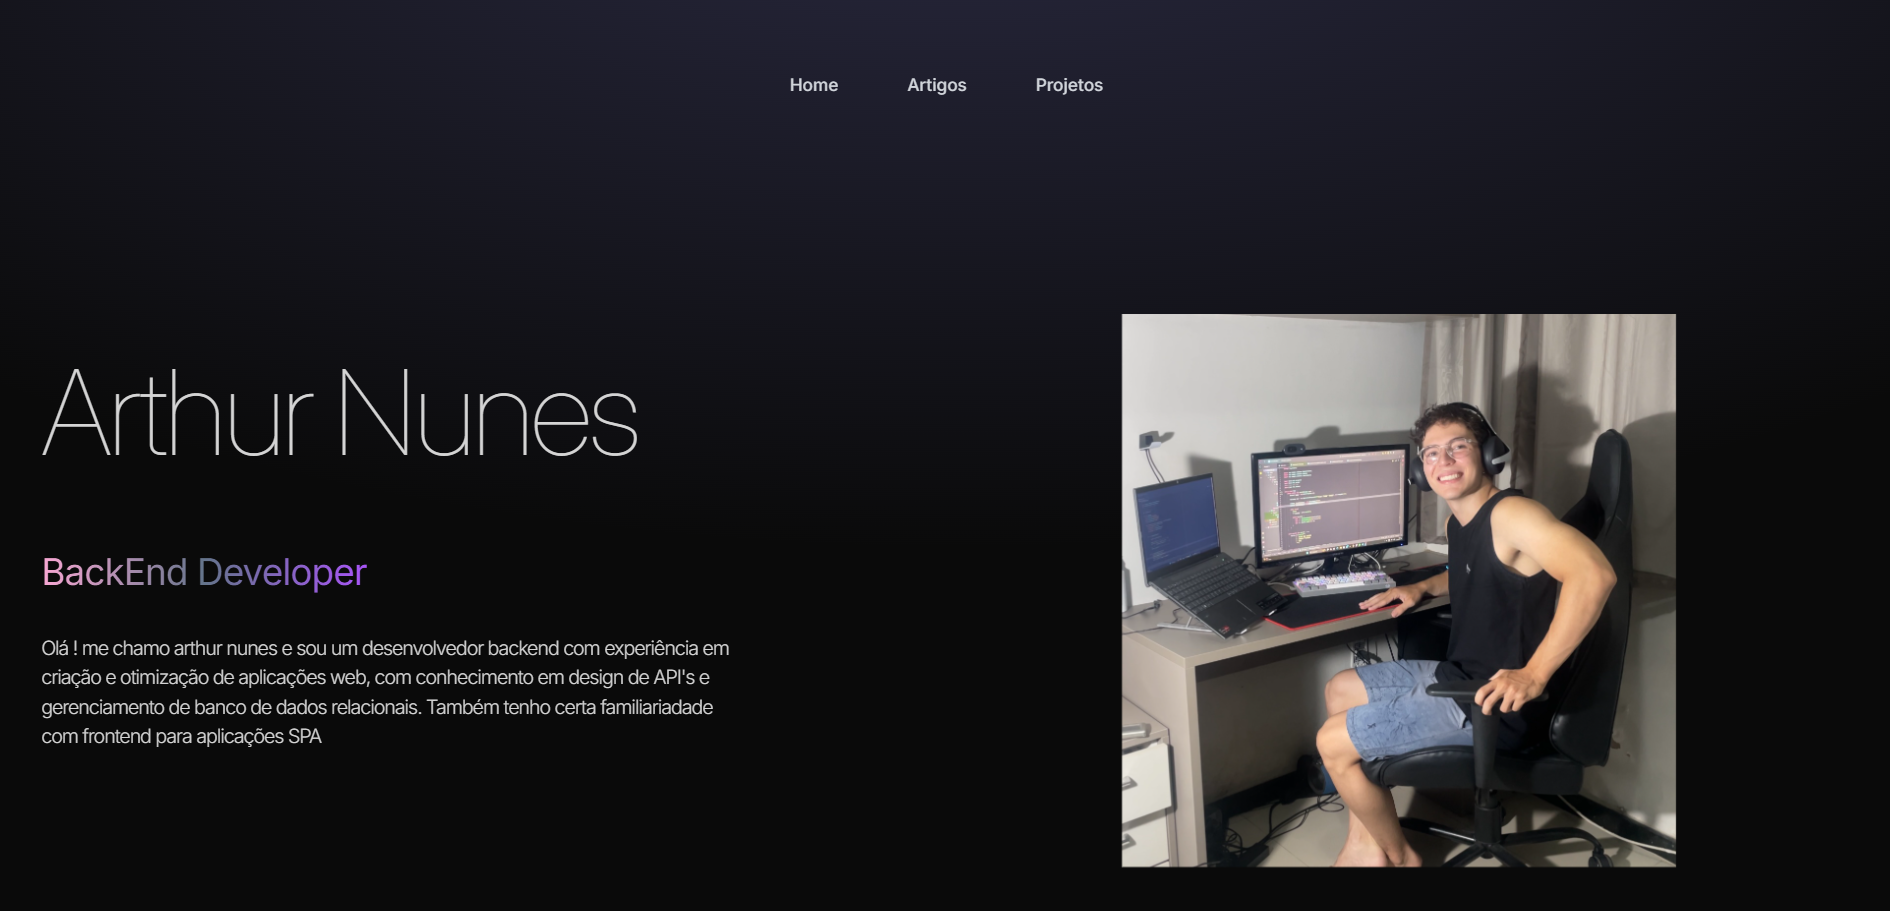 Home Artigos Projetos
Arthur Nunes
BackEnd Developer
Olá ! me chamo arthur nunes e sou um desenvolvedor backend com experiência em
criação e otimização de aplicações web, com conhecimento em design de API's e
gerenciamento de banco de dados relacionais. Também tenho certa familiariadade
com frontend para aplicações SPA